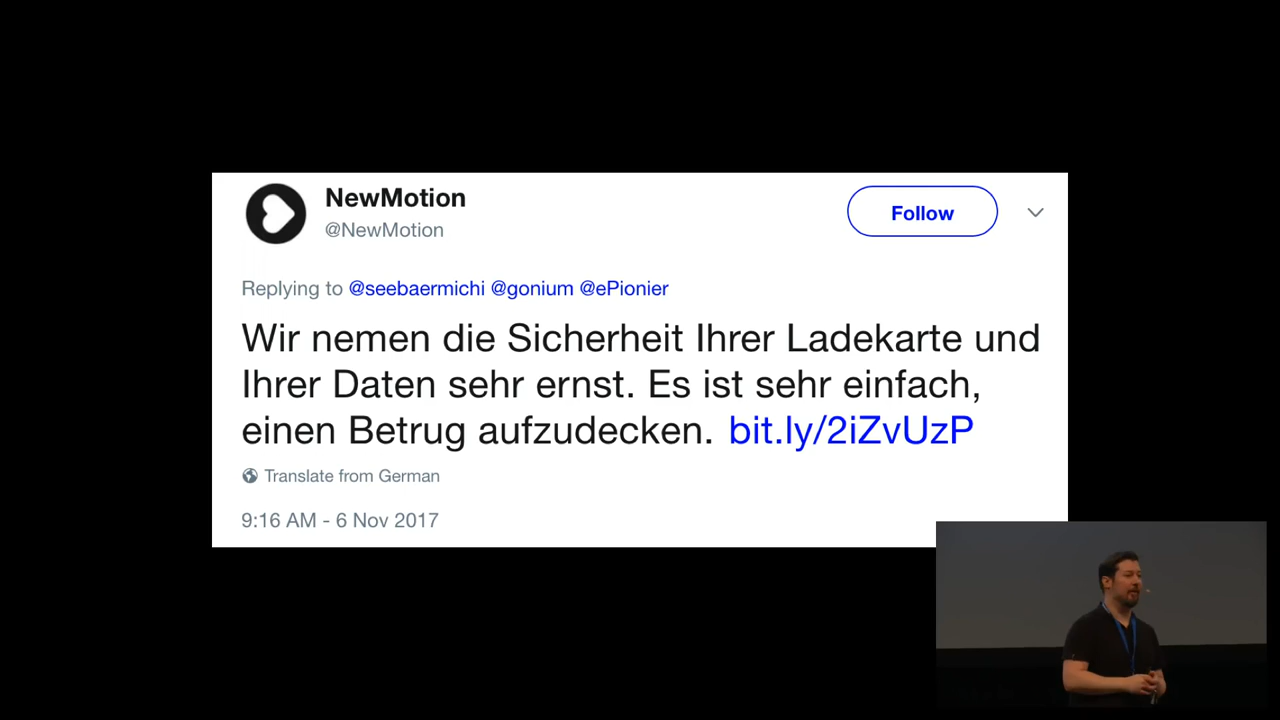 NewMotion
@NewMotion
Follow
Replying to @seebaermichi @gonium @ePionier
Wir nemen die Sicherheit Ihrer Ladekarte und
Ihrer Daten sehr ernst. Es ist sehr einfach,
einen Betrug aufzudecken. bit.ly/2iZvUzP
Translate from German
9:16 AM - 6 Nov 2017